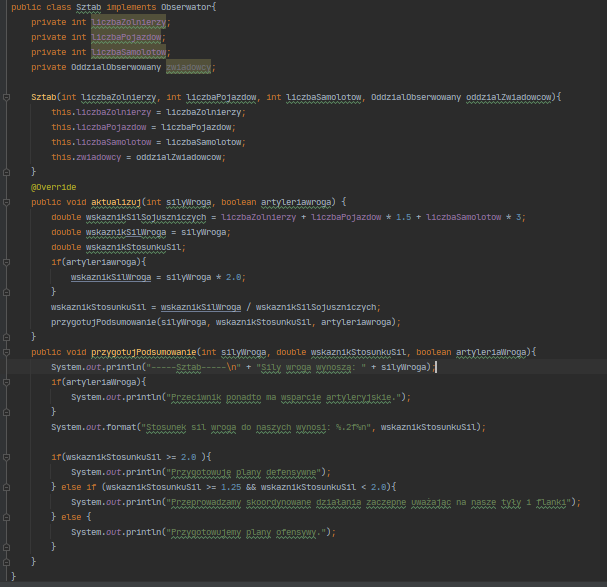 public class Sztab implements Obserwator{
private int liczbaZolnierzy;
private int liczbaPojazdow;
private int liczbaSamolotow;
private OddzialObserwowany zwiadowcy;
Sztab(int liczbaZolnierzy, int liczbaPojazdow, int liczbaSamolotow, OddzialObserwowany oddzialZwiadowcow){
this.liczbaZolnierzy = liczbaZolnierzy;
this.liczbaPojazdow = liczbaPojazdow;
this.liczbaSamolotow = liczbaSamolotow;
this.zwiadowcy = oddzialZwiadowcow;
}
@Override
public void aktualizuj(int silyWroga, boolean artyleriawroga) {
double wskaznikSilSojuszniczych = liczbaZolnierzy + liczbaPojazdow * 1.5 + liczbaSamolotow * 3;
double wskaznikSilWroga = silyWroga;
double wskaznikStosunkuSil;
if(artyleriawroga){
wskaznikSilWroga = silyWroga * 2.0;
}
wskaznikStosunkuSil = wskaznikSilWroga / wskaznikSilSojuszniczych;
przygotujPodsumowanie(silyWroga, wskaznikStosunkuSil, artyleriawroga);
}
public void przygotujPodsumowanie(int silyWroga, double wskaznikStosunkuSil, boolean artyleriaWroga){
System.out.println("-----Sztab-----\n" + "Sily wroga wynosza: " + silyWroga);
if(artyleriaWroga){
System.out.println("Przeciwnik ponadto ma wsparcie artyleryjskie.");
}
System.out.format("Stosunek sil wroga do naszych wynosi: %.2f%n", wskaznikStosunkuSil);
if(wskaznikStosunkuSil >= 2.0 ){
System.out.println("Przygotowuje plany defensywne");
} else if (wskaznikStosunkuSil >= 1.25 && wskaznikStosunkuSil < 2.0){
System.out.println("Przeprowadzamy skoordynowane dzialania zaczepne uważając na nasze tyły i flanki");
} else {
System.out.println("Przygotowujemy plany ofensywy.");
}
}
}